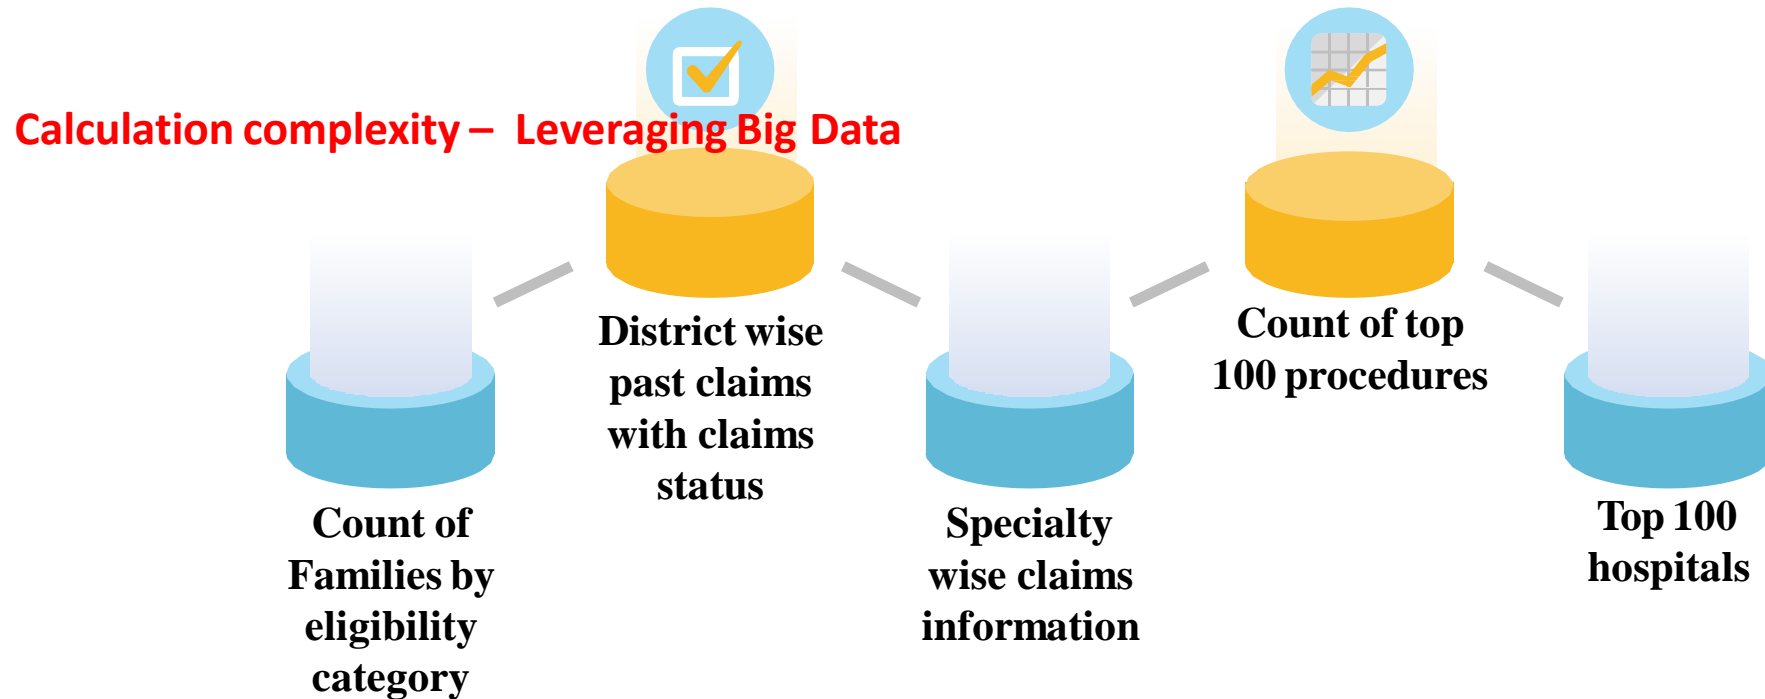 Calculation complexity – Leveraging Big Data
Count of
Families by
eligibility
category
District wise
past claims
with claims
status
Specialty
wise claims
information
Count of top
100 procedures
Top 100
hospitals